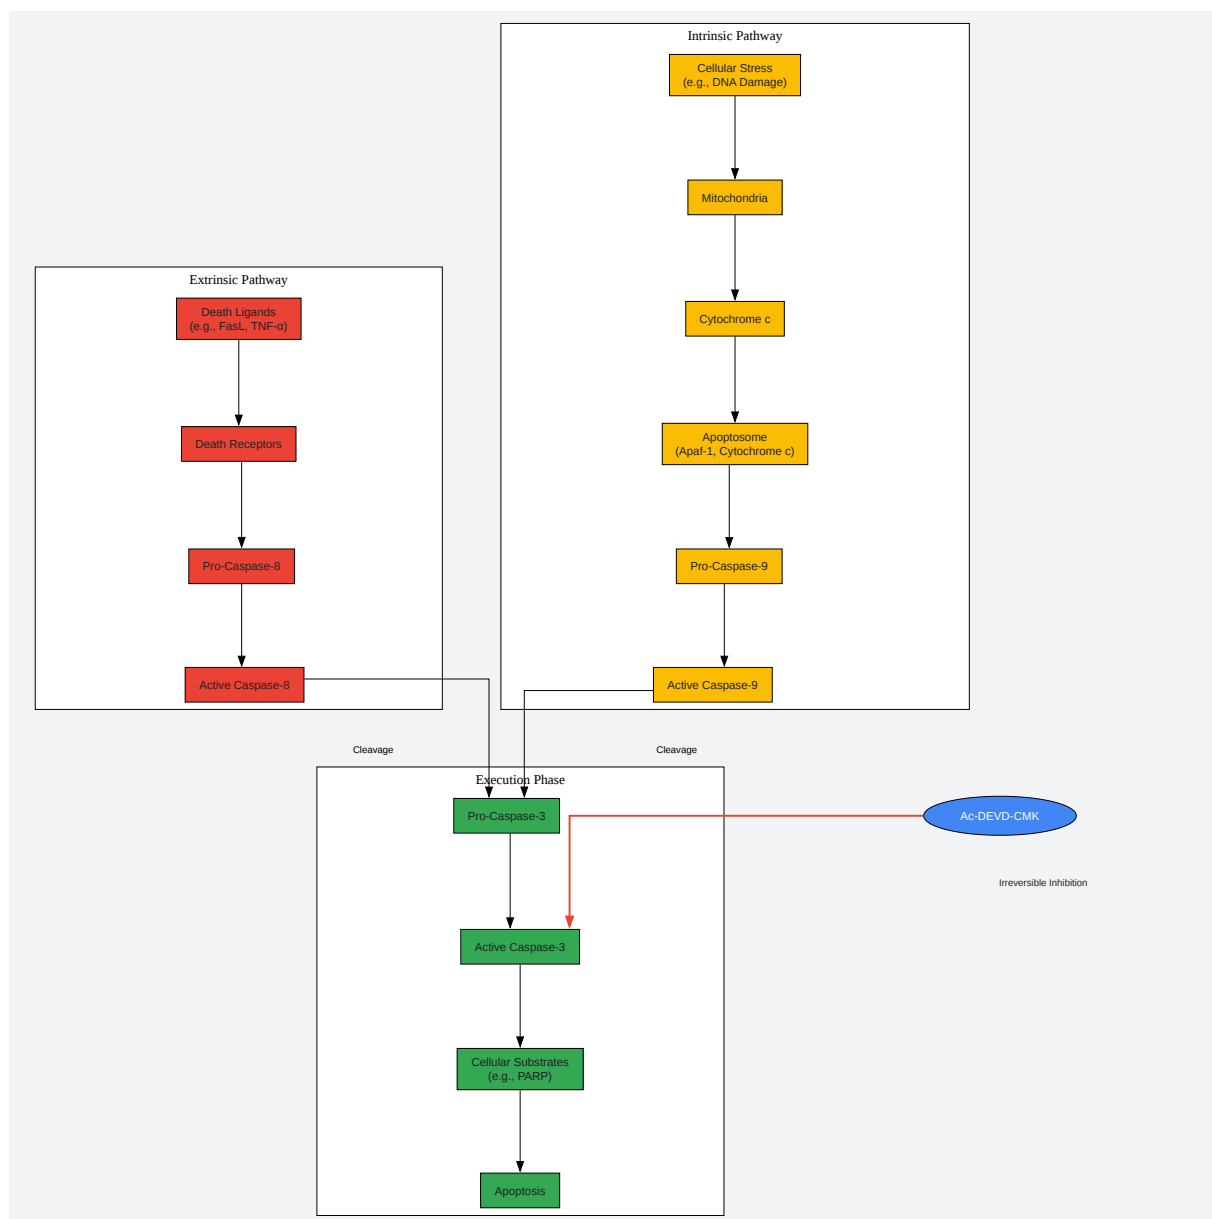 Intrinsic Pathway
Cellular Stress
(e.g., DNA Damage)
Mitochondria
Cytochrome c
Apoptosome
(Apaf-1, Cytochrome c)
Pro-Caspase-9
Active Caspase-9
Extrinsic Pathway
Death Ligands
(e.g., FasL, TNF-α)
Death Receptors
Pro-Caspase-8
Active Caspase-8
Cleavage
Cleavage
Execution Phase
Pro-Caspase-3
Active Caspase-3
Cellular Substrates
(e.g., PARP)
Apoptosis
Ac-DEVD-CMK
Irreversible Inhibition